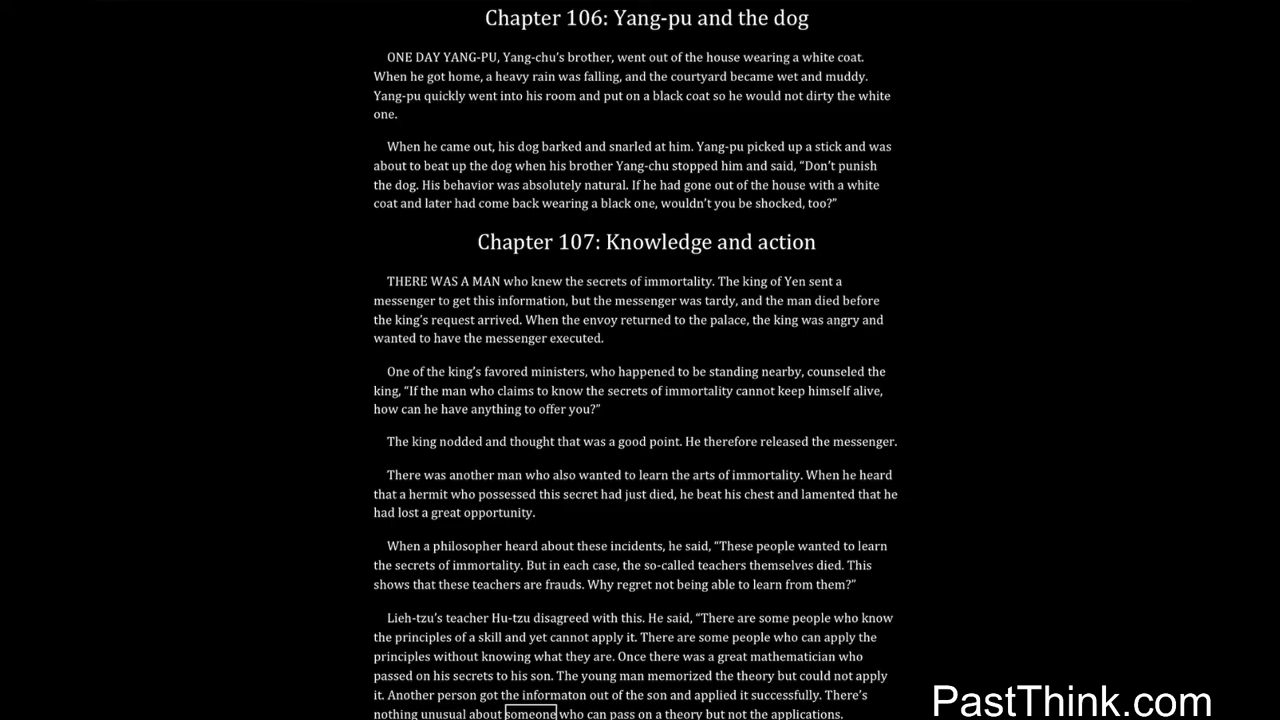 Chapter 106: Yang-pu and the dog
ONE DAY YANG-PU, Yang-chu’s brother, went out of the house wearing a white coat.
When he got home, a heavy rain was falling, and the courtyard became wet and muddy.
Yang-pu quickly went into his room and put on a black coat so he would not dirty the white
one.
When he came out, his dog barked and snarled at him. Yang-pu picked up a stick and was
about to beat up the dog when his brother Yang-chu stopped him and said, “Don’t punish
the dog. His behavior was absolutely natural. If he had gone out of the house with a white
coat and later had come back wearing a black one, wouldn’t you be shocked, too?”
Chapter 107: Knowledge and action
THERE WAS A MAN who knew the secrets of immortality. The king of Yen sent a
messenger to get this information, but the messenger was tardy, and the man died before
the king’s request arrived. When the envoy returned to the palace, the king was angry and
wanted to have the messenger executed.
One of the king’s favored ministers, who happened to be standing nearby, counseled the
king, “If the man who claims to know the secrets of immortality cannot keep himself alive,
how can he have anything to offer you?”
The king nodded and thought that was a good point. He therefore released the messenger.
There was another man who also wanted to learn the arts of immortality. When he heard
that a hermit who possessed this secret had just died, he beat his chest and lamented that he
had lost a great opportunity.
When a philosopher heard about these incidents, he said, “These people wanted to learn
the secrets of immortality. But in each case, the so-called teachers themselves died. This
shows that these teachers are frauds. Why regret not being able to learn from them?”
Lieh-tzu’s teacher Hu-tzu disagreed with this. He said, “There are some people who know
the principles of a skill and yet cannot apply it. There are some people who can apply the
principles without knowing what they are. Once there was a great mathematician who
passed on his secrets to his son. The young man memorized the theory but could not apply
it. Another person got the informaton out of the son and applied it successfully. There’s
nothing unusual about someone who can pass on a theory but not the applications.
PastThink.com